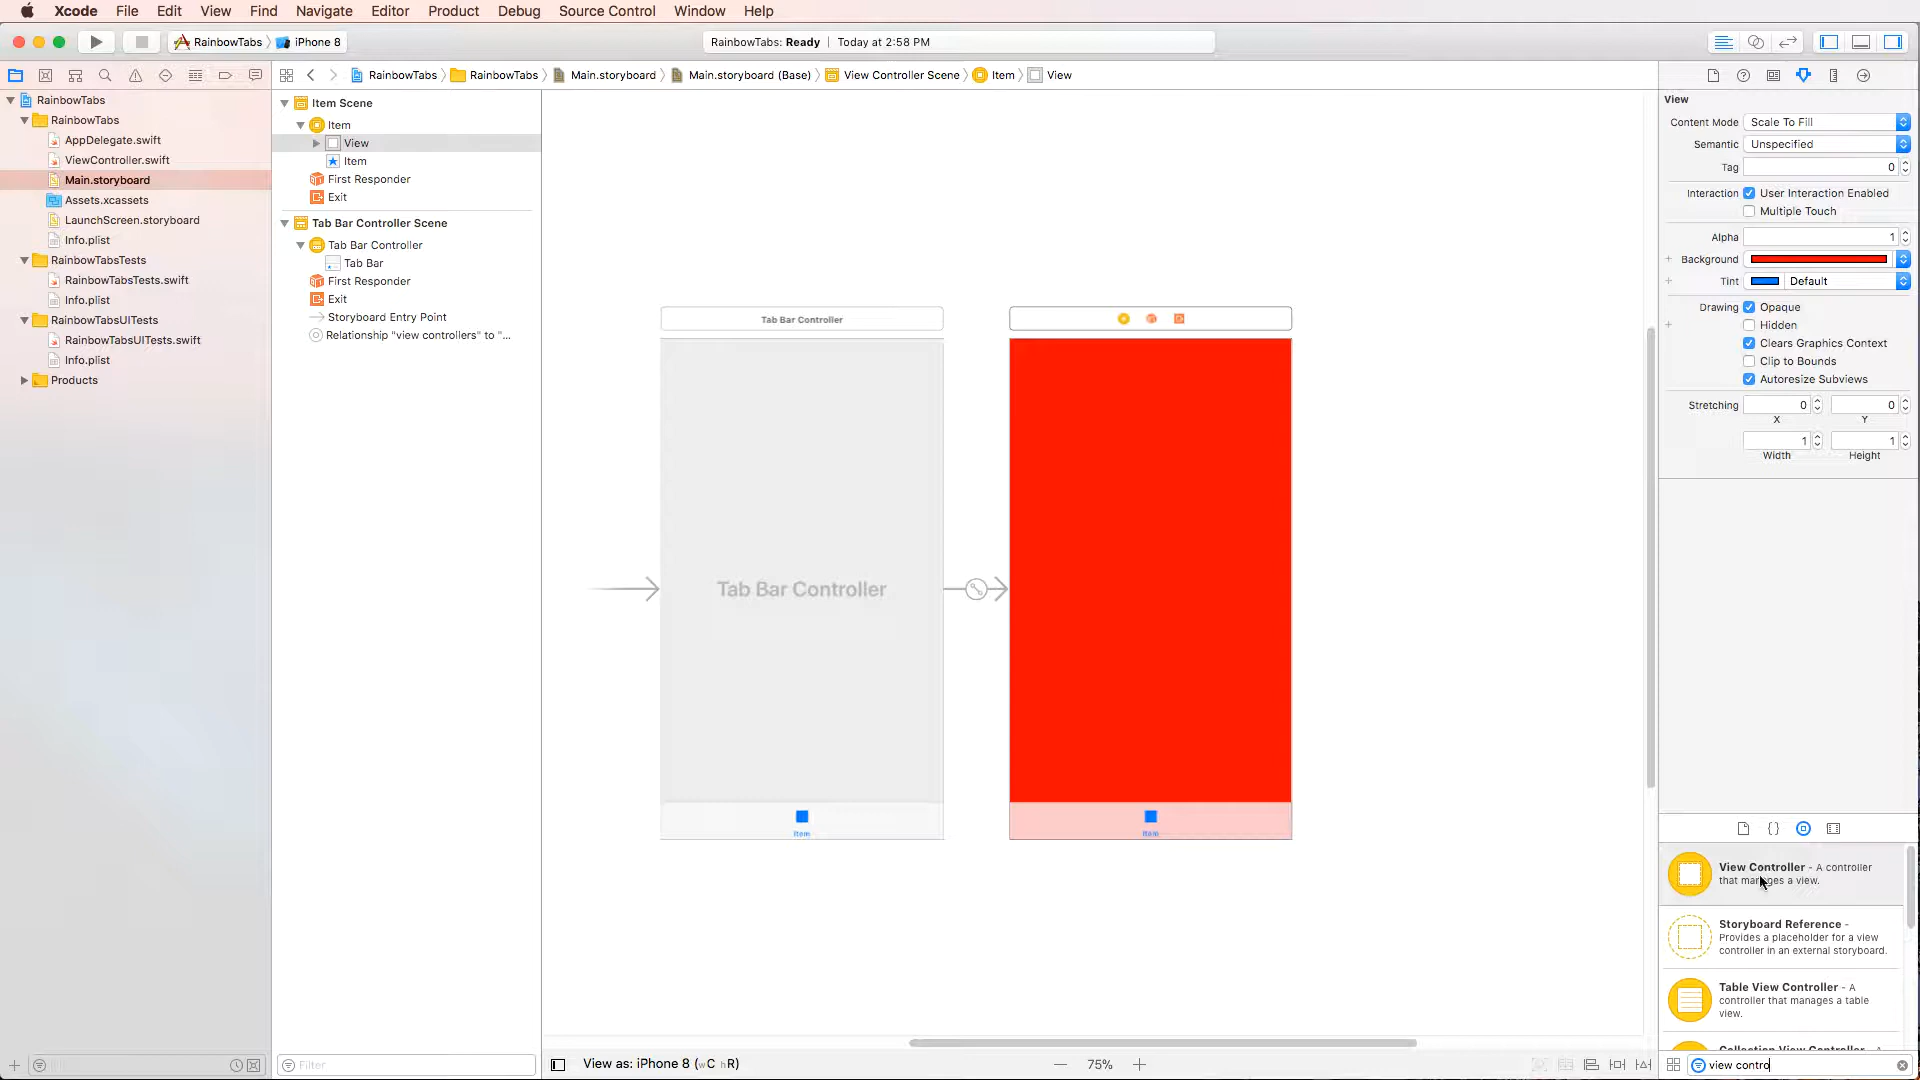 Xcode File Edit View Find Navigate Editor Product Debug Source Control Window Help
RainbowTabs iPhone 8
RainbowTabs: Ready Today at 2:58 PM
RainbowTabs
RainbowTabs
AppDelegate.swift
ViewController.swift
Main.storyboard
Assets.xcassets
LaunchScreen.storyboard
Info.plist
RainbowTabsTests
RainbowTabsTests.swift
Info.plist
RainbowTabsUITests
RainbowTabsUITests.swift
Info.plist
Products
RainbowTabs RainbowTabs Main.storyboard Main.storyboard (Base) View Controller Scene Item View
Item Scene
Item
View
Item
First Responder
Exit
Tab Bar Controller Scene
Tab Bar Controller
Tab Bar
First Responder
Exit
Storyboard Entry Point
Relationship "view controllers" to "...
Filter
Tab Bar Controller
Tab Bar Controller
Item
Item
View as: iPhone 8 (wC hR)
75%
View
Content Mode Scale To Fill
Semantic Unspecified
Tag 0
Interaction User Interaction Enabled
Multiple Touch
Alpha 1
Background
Tint Default
Drawing Opaque
Hidden
Clears Graphics Context
Clip to Bounds
Autoresize Subviews
Stretching 0 0
X Y
1 1
Width Height
View Controller - A controller
that manages a view.
Storyboard Reference -
Provides a placeholder for a view
controller in an external storyboard.
Table View Controller - A
controller that manages a table
view.
Collection View Controller - A
view contro